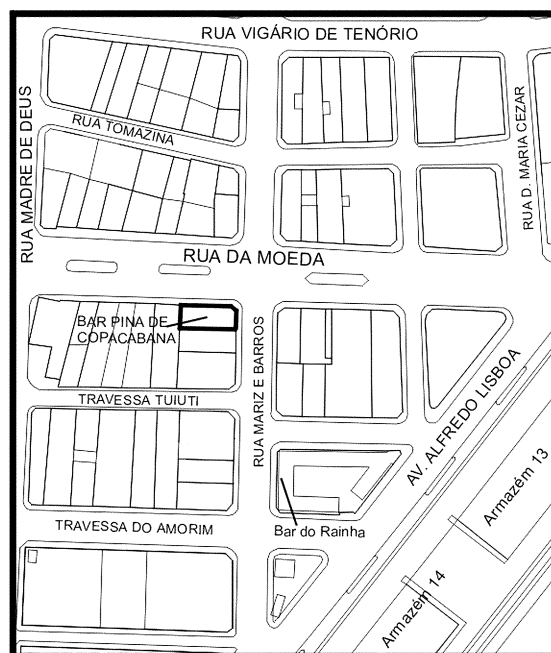 RUA VIGÁRIO DE TENÓRIO
RUA MADRE DE DEUS
RUA TOMAZINA
RUA D. MARIA CEZAR
RUA DA MOEDA
BAR PINA DE
COPACABANA
RUA MARIZ E BARROS
TRAVESSA TUIUTI
AV. ALFREDO LISBOA
Armazém 13
TRAVESSA DO AMORIM
Bar do Rainha
Armazém 14